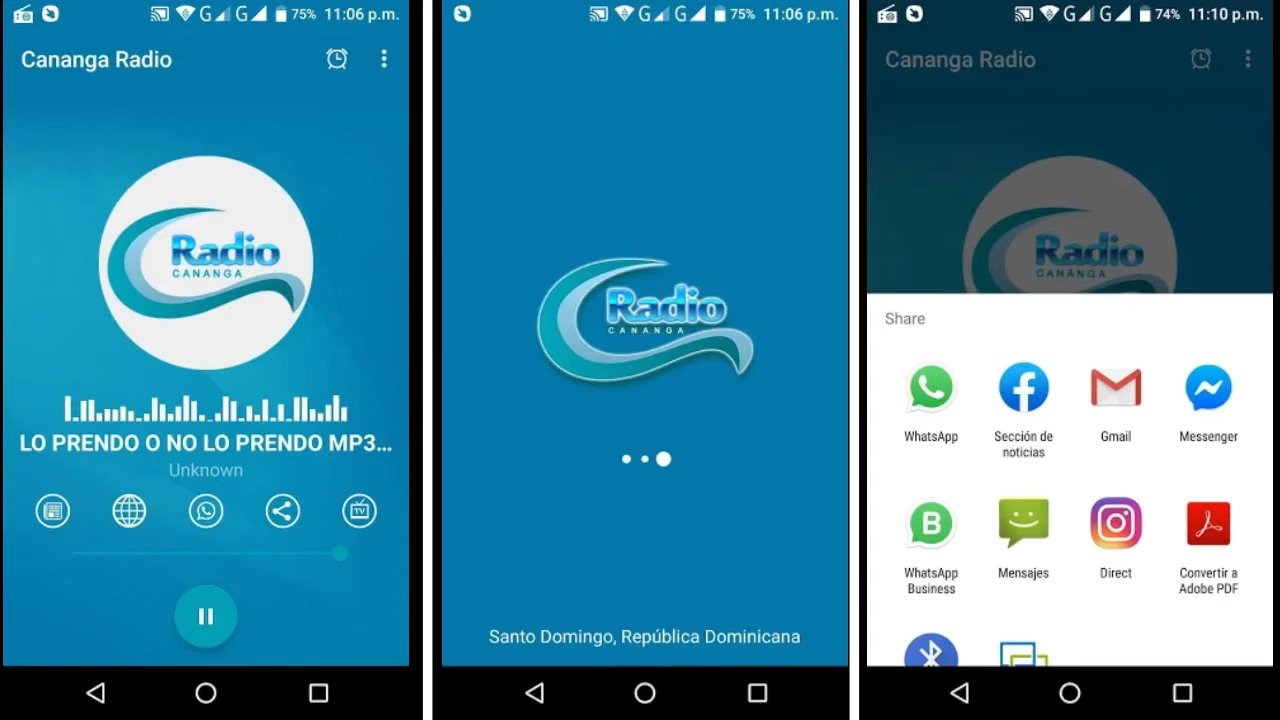 G G 75% 11:06 p.m.
Cananga Radio
Radio
CANANGA
LO PRENDO O NO LO PRENDO MP3...
Unknown
TV
G G 75% 11:06 p.m.
Radio
CANANGA
Santo Domingo, República Dominicana
G G 74% 11:10 p.m.
Cananga Radio
Radio
CANANGA
Share
WhatsApp
Sección de
noticias
Gmail
Messenger
B
WhatsApp
Business
Mensajes
Direct
Convertir a
Adobe PDF